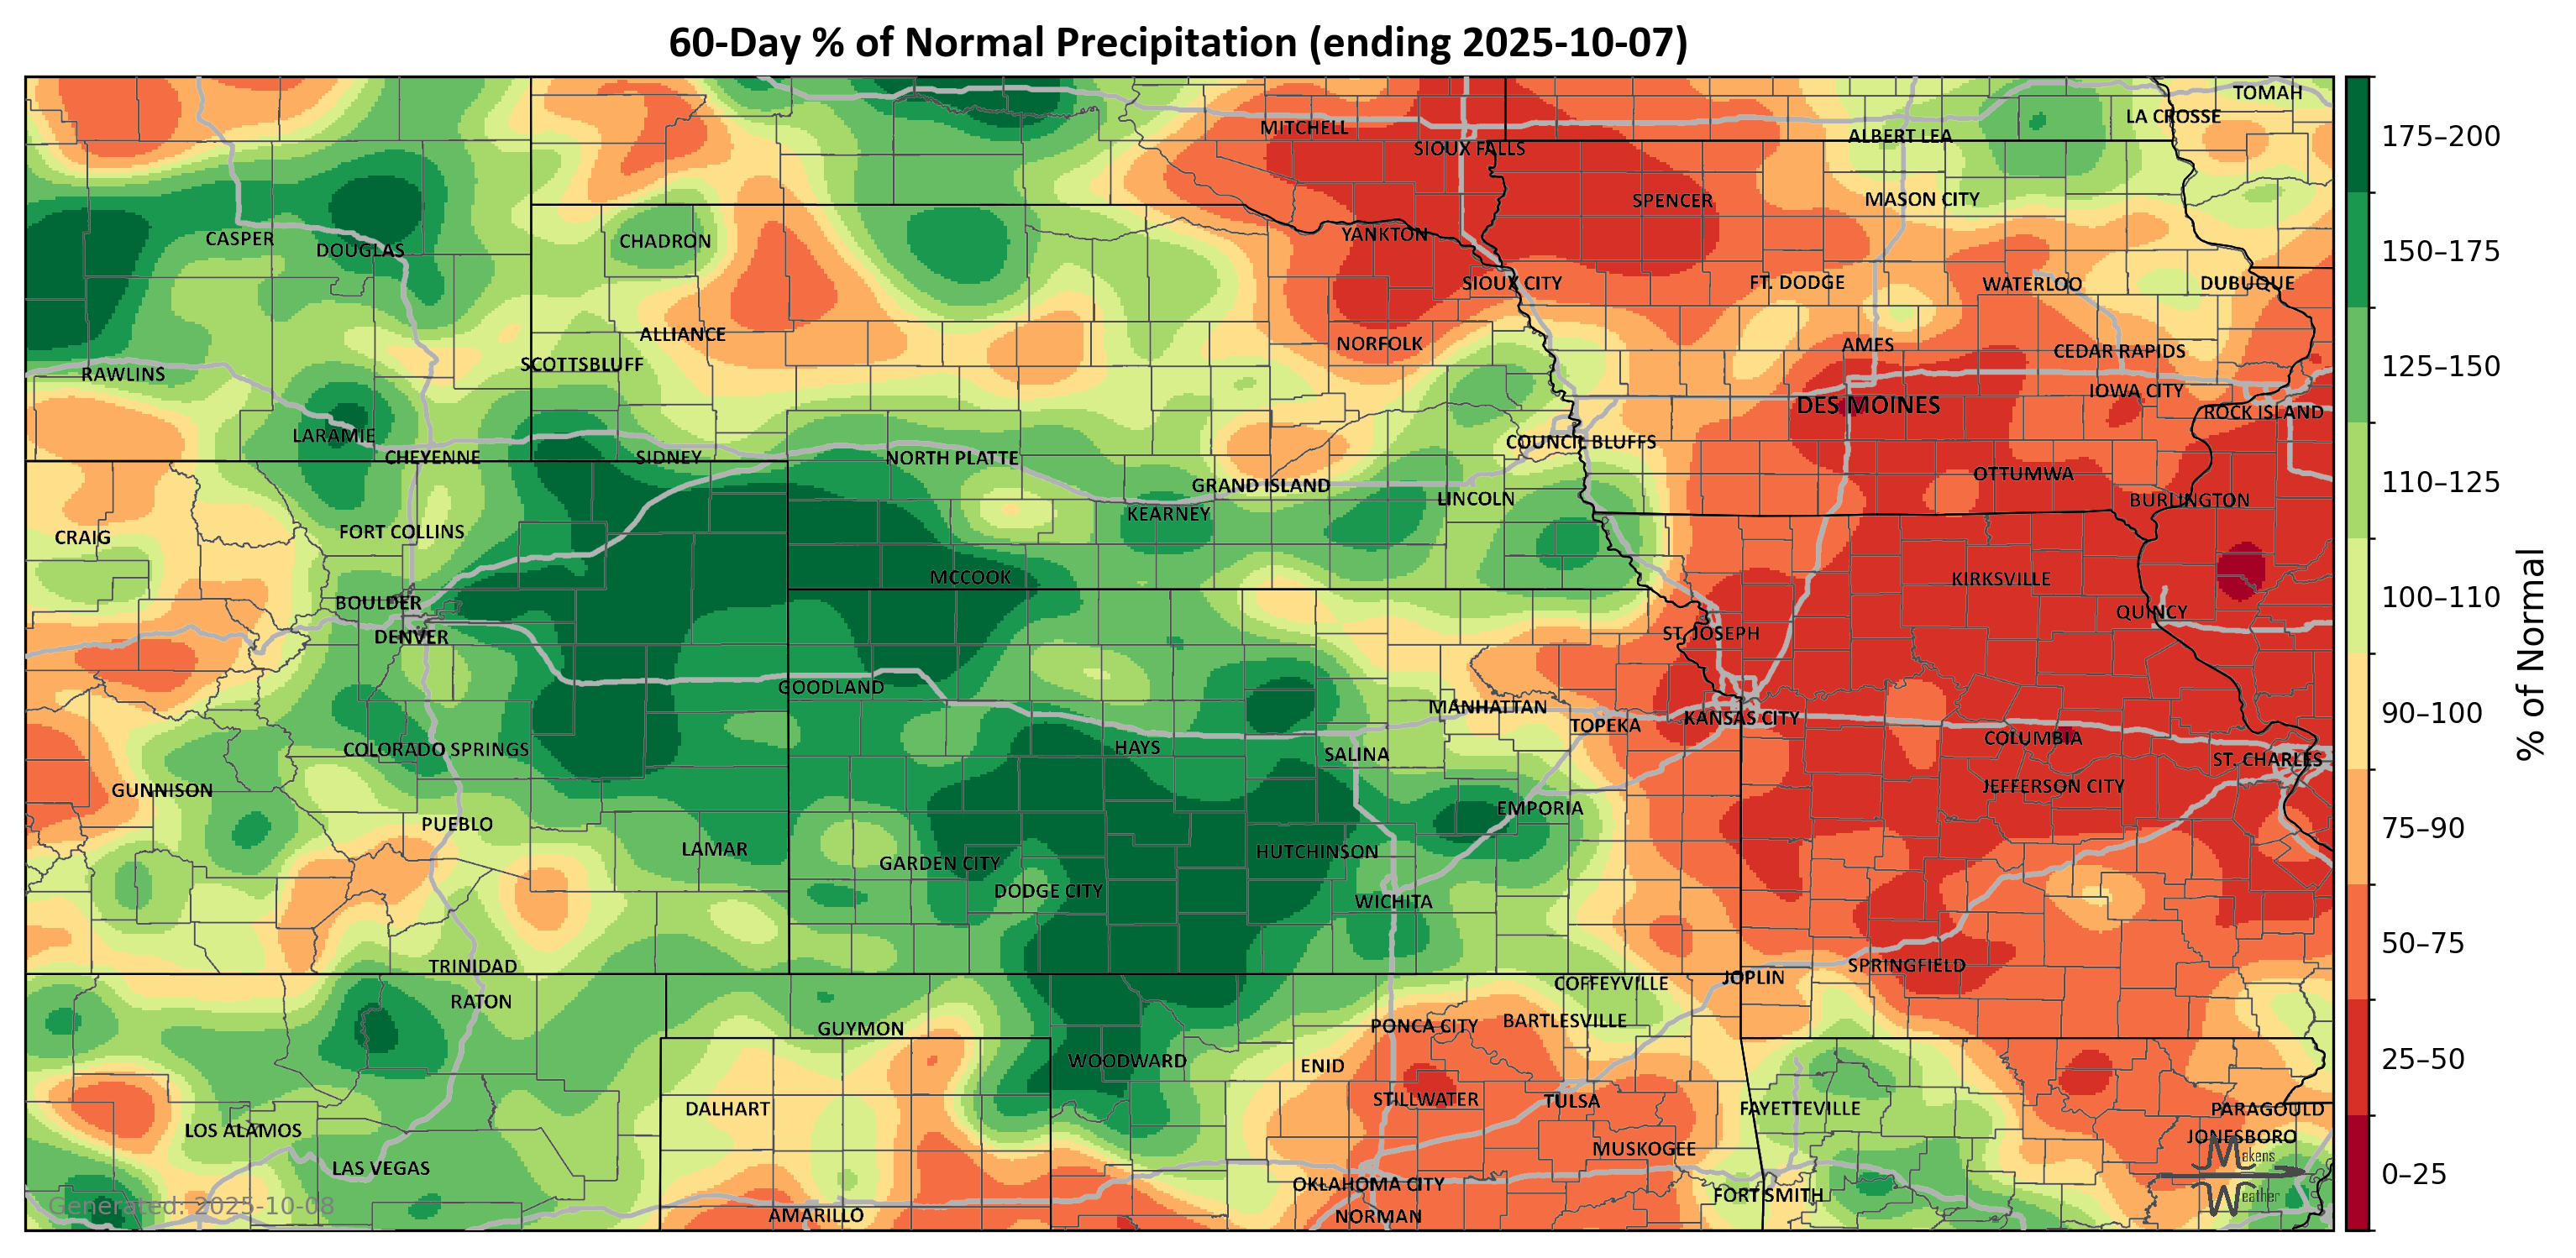 60-Day % of Normal Precipitation (ending 2025-10-07)
TOMAH
LA CROSSE
MITCHELL
ALBERT LEA
SIOUX FALLS
175–200
SPENCER
MASON CITY
YANKTON
CASPER
CHADRON
DOUGLAS
150–175
SIOUX CITY
FT. DODGE
WATERLOO
DUBUQUE
ALLIANCE
NORFOLK
AMES
CEDAR RAPIDS
SCOTTSBLUFF
125–150
RAWLINS
IOWA CITY
DES MOINES
ROCK ISLAND
LARAMIE
COUNCIL BLUFFS
CHEYENNE
SIDNEY
NORTH PLATTE
OTTUMWA
110–125
GRAND ISLAND
LINCOLN
BURLINGTON
KEARNEY
FORT COLLINS
CRAIG
MCCOOK
KIRKSVILLE
100–110
BOULDER
QUINCY
DENVER
ST. JOSEPH
GOODLAND
MANHATTAN
90–100
KANSAS CITY
TOPEKA
COLUMBIA
COLORADO SPRINGS
HAYS
SALINA
ST. CHARLES
% of Normal
GUNNISON
JEFFERSON CITY
EMPORIA
PUEBLO
75–90
LAMAR
HUTCHINSON
GARDEN CITY
DODGE CITY
WICHITA
50–75
TRINIDAD
SPRINGFIELD
JOPLIN
COFFEYVILLE
RATON
BARTLESVILLE
GUYMON
PONCA CITY
WOODWARD
ENID
25–50
STILLWATER
TULSA
DALHART
FAYETTEVILLE
PARAGOULD
LOS ALAMOS
JONESBORO
MUSKOGEE
Makens
LAS VEGAS
0–25
OKLAHOMA CITY
FORT SMITH
Weather
Generated: 2025-10-08
AMARILLO
NORMAN